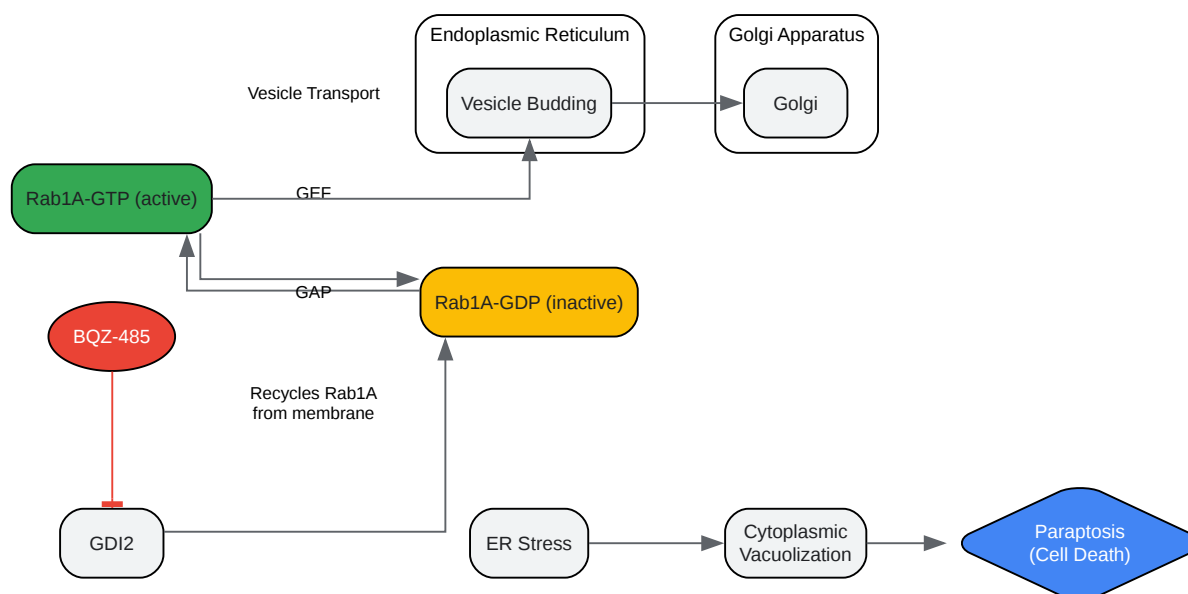 Endoplasmic Reticulum
Golgi Apparatus
Vesicle Transport
Vesicle Budding
Golgi
Rab1A-GTP (active)
GEF
GAP
Rab1A-GDP (inactive)
BQZ-485
Recycles Rab1A
from membrane
GDI2
ER Stress
Cytoplasmic
Vacuolization
Paraptosis
(Cell Death)